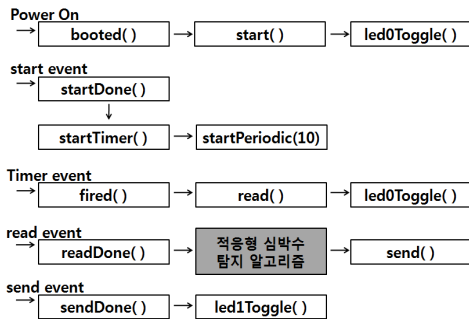 Power On
booted( )
start( )
led0Toggle( )
start event
startDone( )
startTimer( )
startPeriodic(10)
Timer event
fired( )
read( )
led0Toggle( )
read event
readDone( )
적응형 심박수
탐지 알고리즘
send( )
send event
sendDone( )
led1Toggle( )